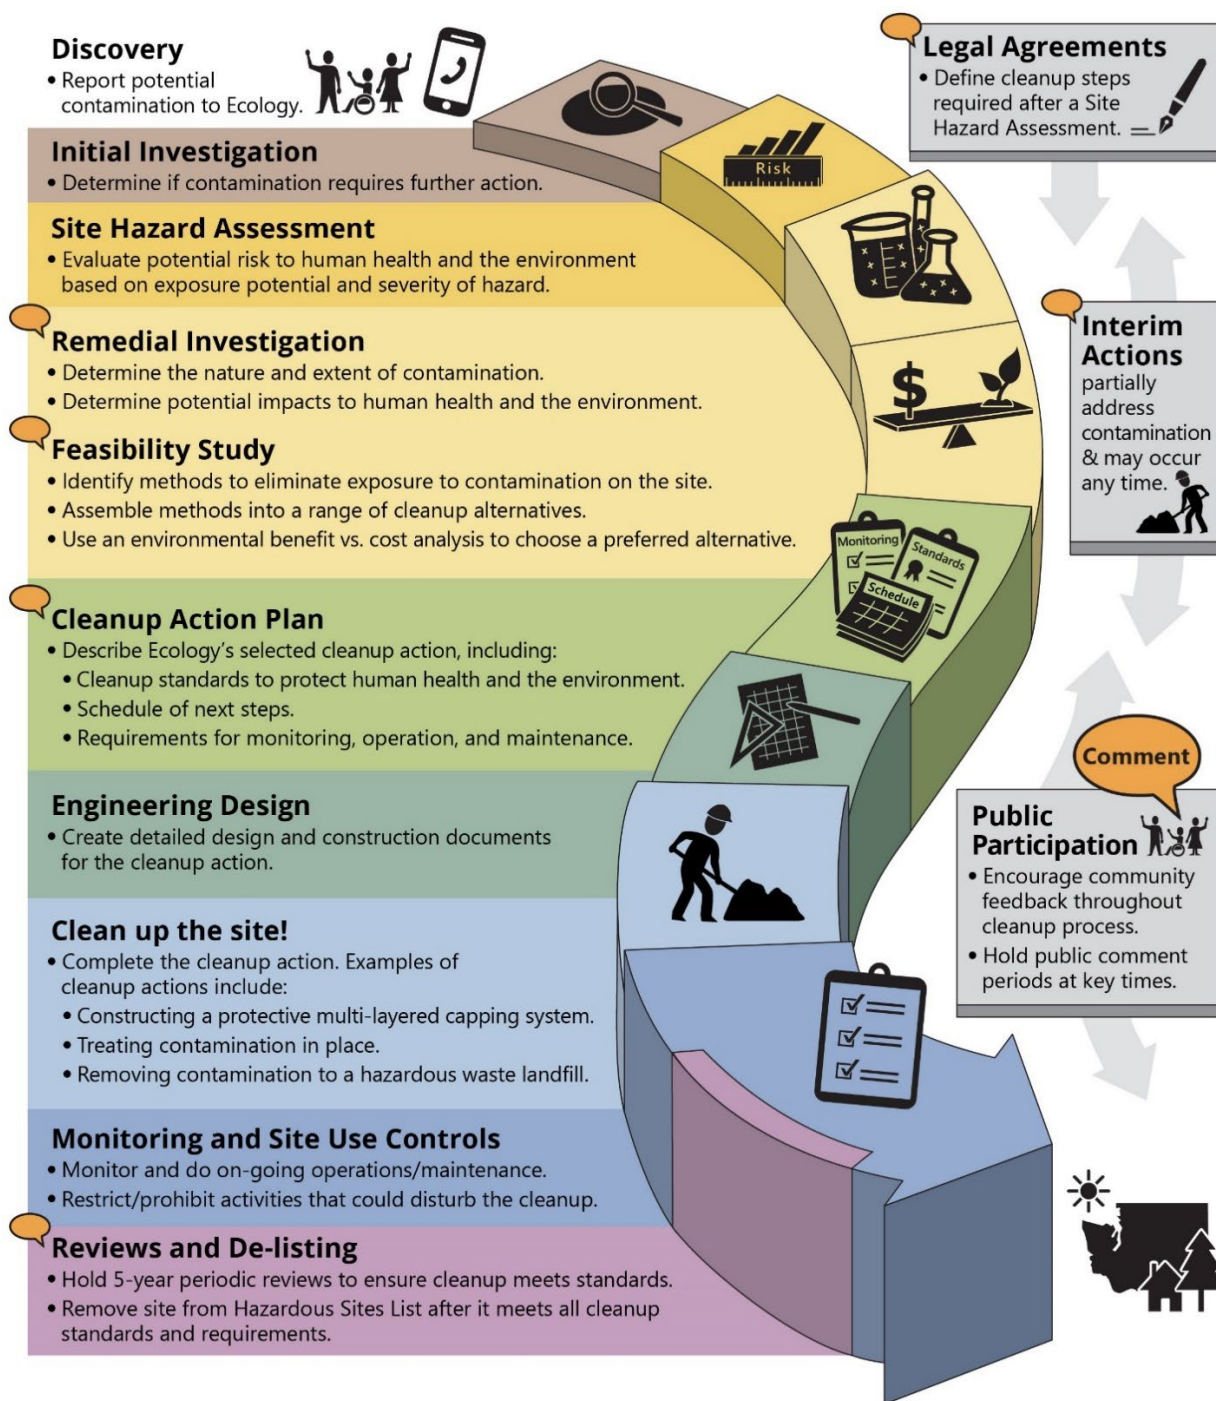 Discovery
• Report potential
contamination to Ecology.
Initial Investigation
• Determine if contamination requires further action.
Site Hazard Assessment
• Evaluate potential risk to human health and the environment
based on exposure potential and severity of hazard.
Remedial Investigation
• Determine the nature and extent of contamination.
• Determine potential impacts to human health and the environment.
Feasibility Study
• Identify methods to eliminate exposure to contamination on the site.
• Assemble methods into a range of cleanup alternatives.
• Use an environmental benefit vs. cost analysis to choose a preferred alternative.
Cleanup Action Plan
• Describe Ecology's selected cleanup action, including:
• Cleanup standards to protect human health and the environment.
• Schedule of next steps.
• Requirements for monitoring, operation, and maintenance.
Engineering Design
• Create detailed design and construction documents
for the cleanup action.
Clean up the site!
• Complete the cleanup action. Examples of
cleanup actions include:
• Constructing a protective multi-layered capping system.
• Treating contamination in place.
• Removing contamination to a hazardous waste landfill.
Monitoring and Site Use Controls
• Monitor and do on-going operations/maintenance.
• Restrict/prohibit activities that could disturb the cleanup.
Reviews and De-listing
• Hold 5-year periodic reviews to ensure cleanup meets standards.
• Remove site from Hazardous Sites List after it meets all cleanup
standards and requirements.
Risk
$
Monitoring
Standards
Schedule
Legal Agreements
• Define cleanup steps
required after a Site
Hazard Assessment.
Interim
Actions
partially
address
contamination
& may occur
any time.
Comment
Public
Participation
• Encourage community
feedback throughout
cleanup process.
• Hold public comment
periods at key times.